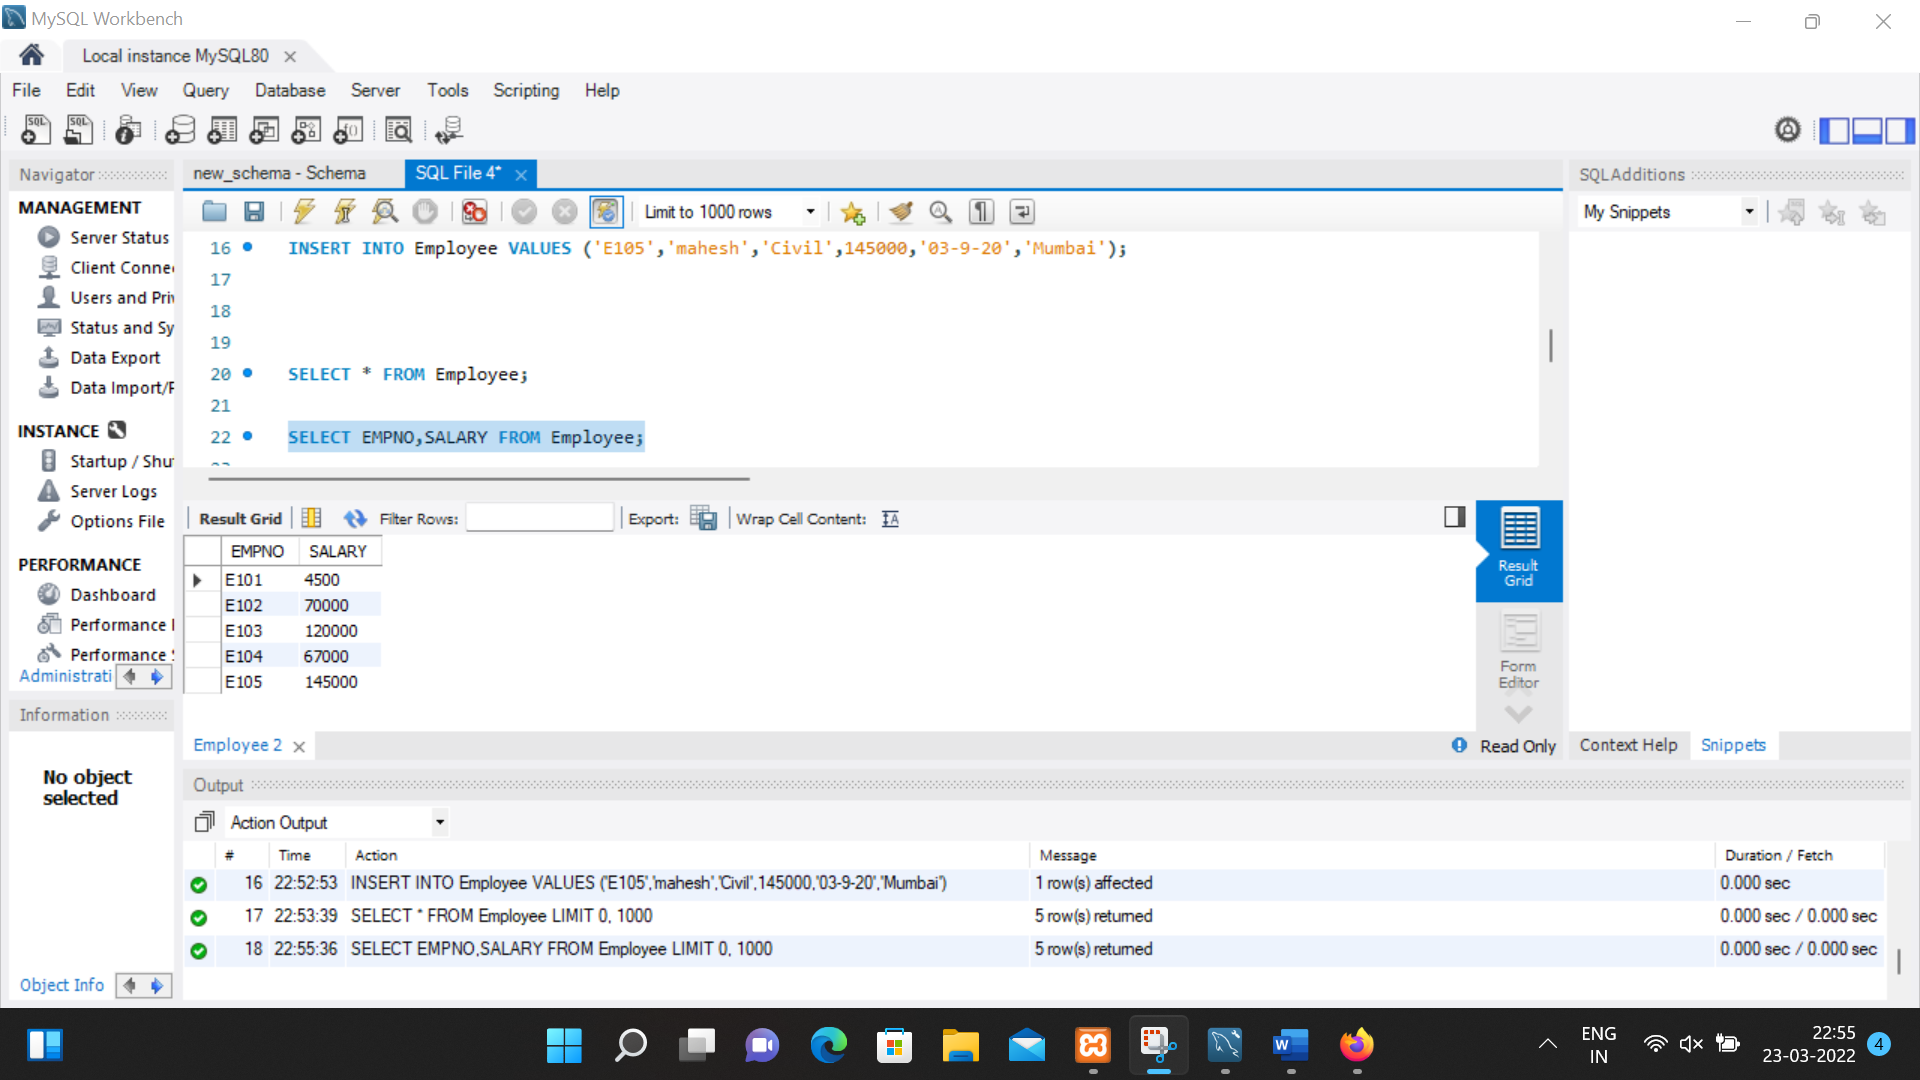 MySQL Workbench
Local instance MySQL80
File Edit View Query Database Server Tools Scripting Help
Navigator
MANAGEMENT
Server Status
Client Conne
Users and Pri
Status and Sy
Data Export
Data Import/
INSTANCE
Startup / Shu
Server Logs
Options File
PERFORMANCE
Dashboard
Performance
Performance
Administrati
Information
No object
selected
Object Info
new_schema - Schema
SQL File 4*
Limit to 1000 rows
16 INSERT INTO Employee VALUES ('E105','mahesh','Civil',145000,'03-9-20','Mumbai');
17
18
19
20 SELECT * FROM Employee;
21
22 SELECT EMPNO,SALARY FROM Employee;
Result Grid Filter Rows: Export: Wrap Cell Content:
EMPNO SALARY
E101 4500
E102 70000
E103 120000
E104 67000
E105 145000
Result
Grid
Form
Editor
Employee 2
Read Only
SQLAdditions
My Snippets
Context Help Snippets
Output
Action Output
# Time Action Message Duration / Fetch
16 22:52:53 INSERT INTO Employee VALUES ('E105','mahesh','Civil',145000,'03-9-20','Mumbai') 1 row(s) affected 0.000 sec
17 22:53:39 SELECT * FROM Employee LIMIT 0, 1000 5 row(s) returned 0.000 sec / 0.000 sec
18 22:55:36 SELECT EMPNO,SALARY FROM Employee LIMIT 0, 1000 5 row(s) returned 0.000 sec / 0.000 sec
ENG
IN
22:55
23-03-2022
4